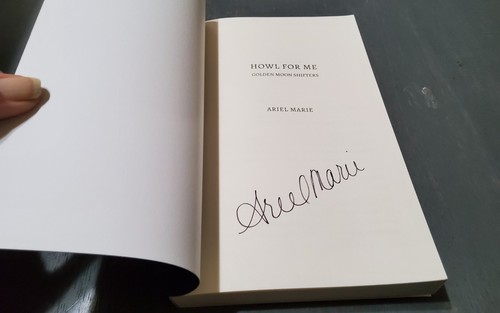 HOWL FOR ME
GOLDEN MOON SHIFTERS
ARIEL MARIE
Ariel Marie